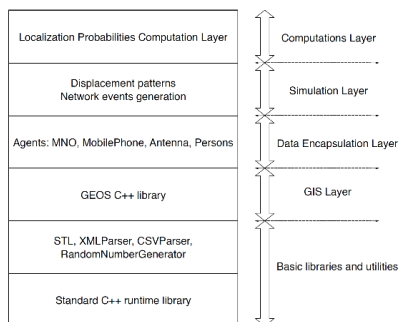 Localization Probabilities Computation Layer
Computations Layer
Displacement patterns
Network events generation
Simulation Layer
Agents: MNO, MobilePhone, Antenna, Persons
Data Encapsulation Layer
GEOS C++ library
GIS Layer
STL, XMLParser, CSVParser,
RandomNumberGenerator
Basic libraries and utilities
Standard C++ runtime library